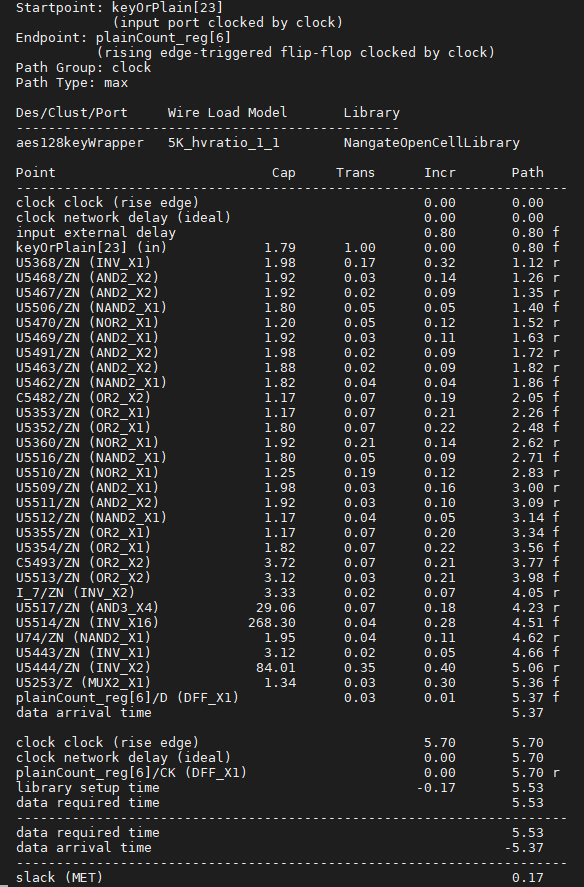 Startpoint: keyOrPlain[23]
(input port clocked by clock)
Endpoint: plainCount_reg[6]
(rising edge-triggered flip-flop clocked by clock)
Path Group: clock
Path Type: max
Des/Clust/Port Wire Load Model Library
------------------------------------------------
aes128keyWrapper 5K_hvratio_1_1 NangateOpenCellLibrary
Point Cap Trans Incr Path
---------------------------------------------------------------------
clock clock (rise edge) 0.00 0.00
clock network delay (ideal) 0.00 0.00
input external delay 0.80 0.80 f
keyOrPlain[23] (in) 1.79 1.00 0.00 0.80 f
U5368/ZN (INV_X1) 1.98 0.17 0.32 1.12 r
U5468/ZN (AND2_X2) 1.92 0.03 0.14 1.26 r
U5467/ZN (AND2_X2) 1.92 0.02 0.09 1.35 r
U5506/ZN (NAND2_X1) 1.80 0.05 0.05 1.40 f
U5470/ZN (NOR2_X1) 1.20 0.05 0.12 1.52 r
U5469/ZN (AND2_X1) 1.92 0.03 0.11 1.63 r
U5491/ZN (AND2_X2) 1.98 0.02 0.09 1.72 r
U5463/ZN (AND2_X2) 1.88 0.02 0.09 1.82 r
U5462/ZN (NAND2_X1) 1.82 0.04 0.04 1.86 f
C5482/ZN (OR2_X2) 1.17 0.07 0.19 2.05 f
U5353/ZN (OR2_X1) 1.17 0.07 0.21 2.26 f
U5352/ZN (OR2_X1) 1.80 0.07 0.22 2.48 f
U5360/ZN (NOR2_X1) 1.92 0.21 0.14 2.62 r
U5516/ZN (NAND2_X1) 1.80 0.05 0.09 2.71 f
U5510/ZN (NOR2_X1) 1.25 0.19 0.12 2.83 r
U5509/ZN (AND2_X1) 1.98 0.03 0.16 3.00 r
U5511/ZN (AND2_X2) 1.92 0.03 0.10 3.09 r
U5512/ZN (NAND2_X1) 1.17 0.04 0.05 3.14 f
U5355/ZN (OR2_X1) 1.17 0.07 0.20 3.34 f
U5354/ZN (OR2_X1) 1.82 0.07 0.22 3.56 f
C5493/ZN (OR2_X2) 3.72 0.07 0.21 3.77 f
U5513/ZN (OR2_X2) 3.12 0.03 0.21 3.98 f
I_7/ZN (INV_X2) 3.33 0.02 0.07 4.05 r
U5517/ZN (AND3_X4) 29.06 0.07 0.18 4.23 r
U5514/ZN (INV_X16) 268.30 0.04 0.28 4.51 f
U74/ZN (NAND2_X1) 1.95 0.04 0.11 4.62 r
U5443/ZN (INV_X1) 3.12 0.02 0.05 4.66 f
U5444/ZN (INV_X2) 84.01 0.35 0.40 5.06 r
U5253/Z (MUX2_X1) 1.34 0.03 0.30 5.36 f
plainCount_reg[6]/D (DFF_X1) 0.03 0.01 5.37 f
data arrival time 5.37
clock clock (rise edge) 5.70 5.70
clock network delay (ideal) 0.00 5.70
plainCount_reg[6]/CK (DFF_X1) 0.00 5.70 r
library setup time -0.17 5.53
data required time 5.53
---------------------------------------------------------------------
data required time 5.53
data arrival time -5.37
---------------------------------------------------------------------
slack (MET) 0.17